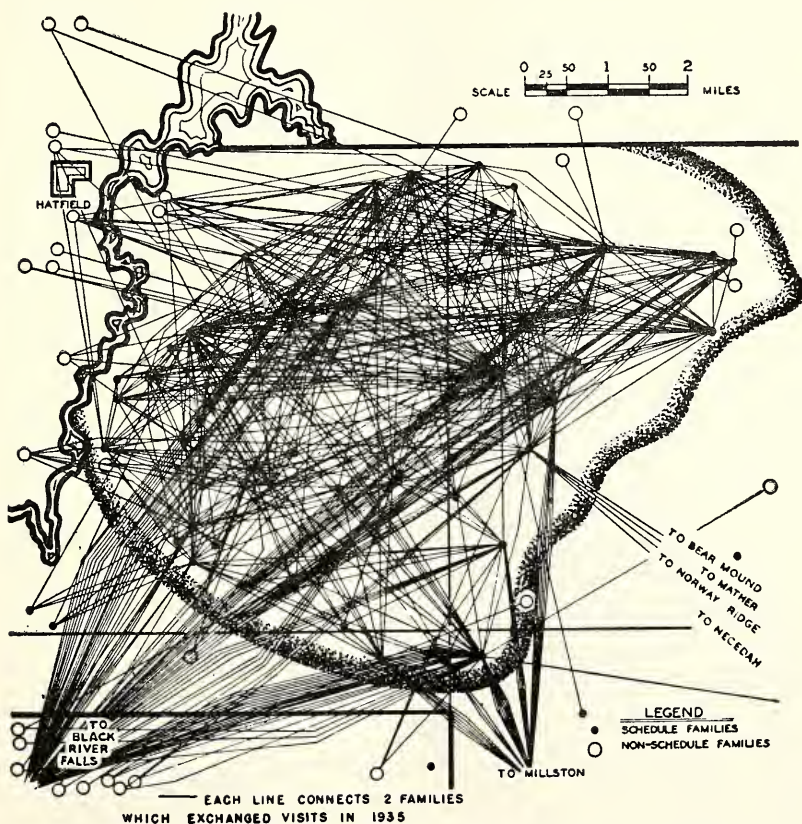 0 25 50 1 50 2
SCALE MILES
HATFIELD
TO BEAR MOUND
TO MATHER
TO NORWAY RIDGE
TO NECEDAH
LEGEND
SCHEDULE FAMILIES
NON-SCHEDULE FAMILIES
TO
BLACK
RIVER
FALLS
TO MILLSTON
EACH LINE CONNECTS 2 FAMILIES
WHICH EXCHANGED VISITS IN 1935